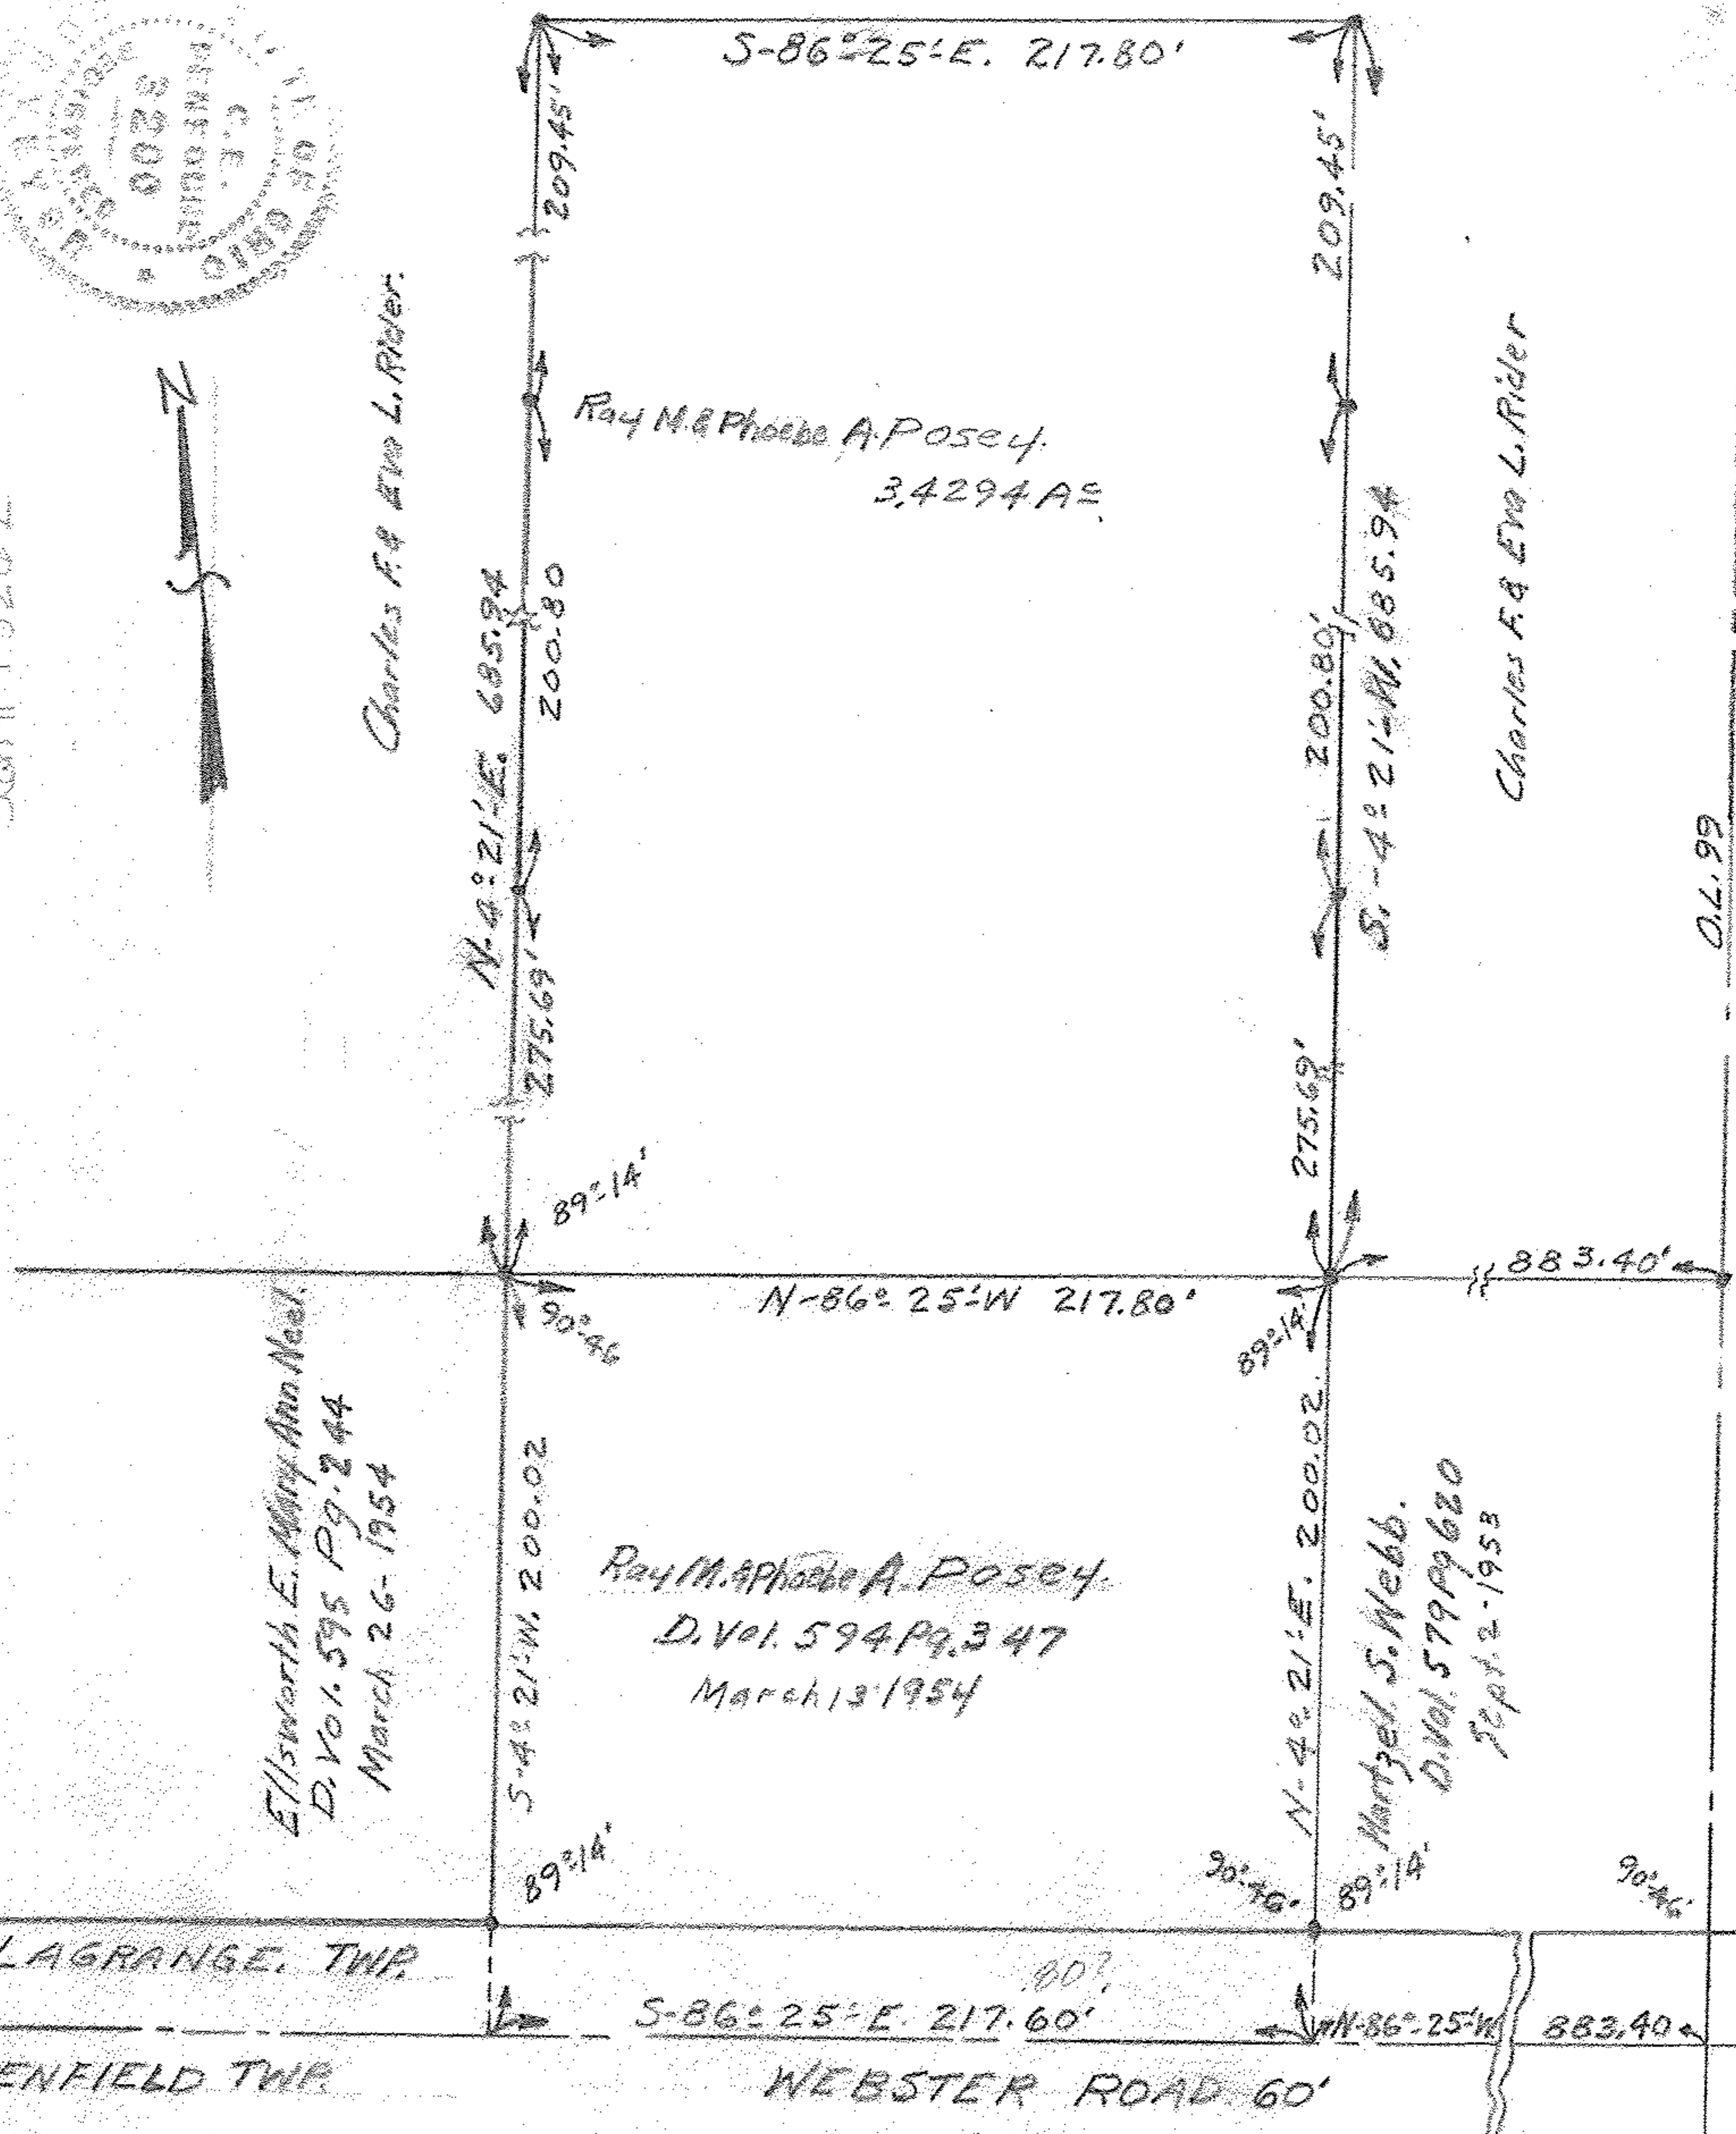 S-86°-25'-E. 217.80'
209.45'
209.45'
3200
C.E.
N
S
Charles F. & Eva L. Rider.
Ray M. & Phoebe A. Posey.
3.4294 Ac.
Charles F. & Eva L. Rider
N. 4°-21'-E. 685.94
200.80
200.80'
S. -4°-21'-W. 685.94
O.L. 99
275.69'
275.69'
89°-14'
N-86°-25'-W 217.80'
883.40'
90°-46
89°-14'
Ellsworth E. Mary Ann
D. Vol. 595 Pg. 244
March 26-1954
S-4°-21'-W. 200.02
Ray M. & Phoebe A. Posey.
D. Vol. 594 Pg. 347
March 13 1954
N-4°-21'-E. 200.02
Hartzel S. Webb.
D. Vol. 579 Pg 620
Sept. 2-1953
89°-14'
90°-46'
89°-14'
90°-46'
LAGRANGE. TWP.
80?
S-86°-25'-E. 217.60'
N-86°-25'-W
883.40
ENFIELD TWP.
WEBSTER ROAD 60'